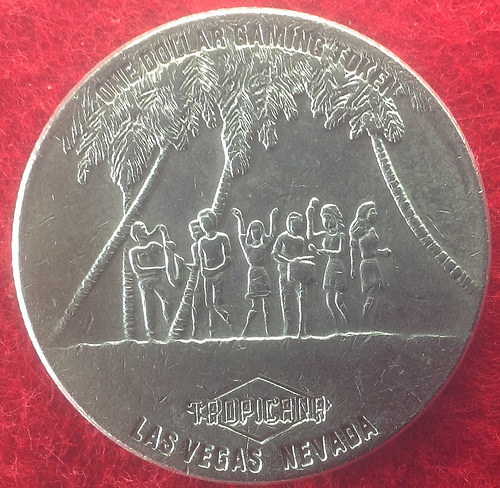 ONE DOLLAR GAMING TOKEN
TROPICANA
LAS VEGAS NEVADA